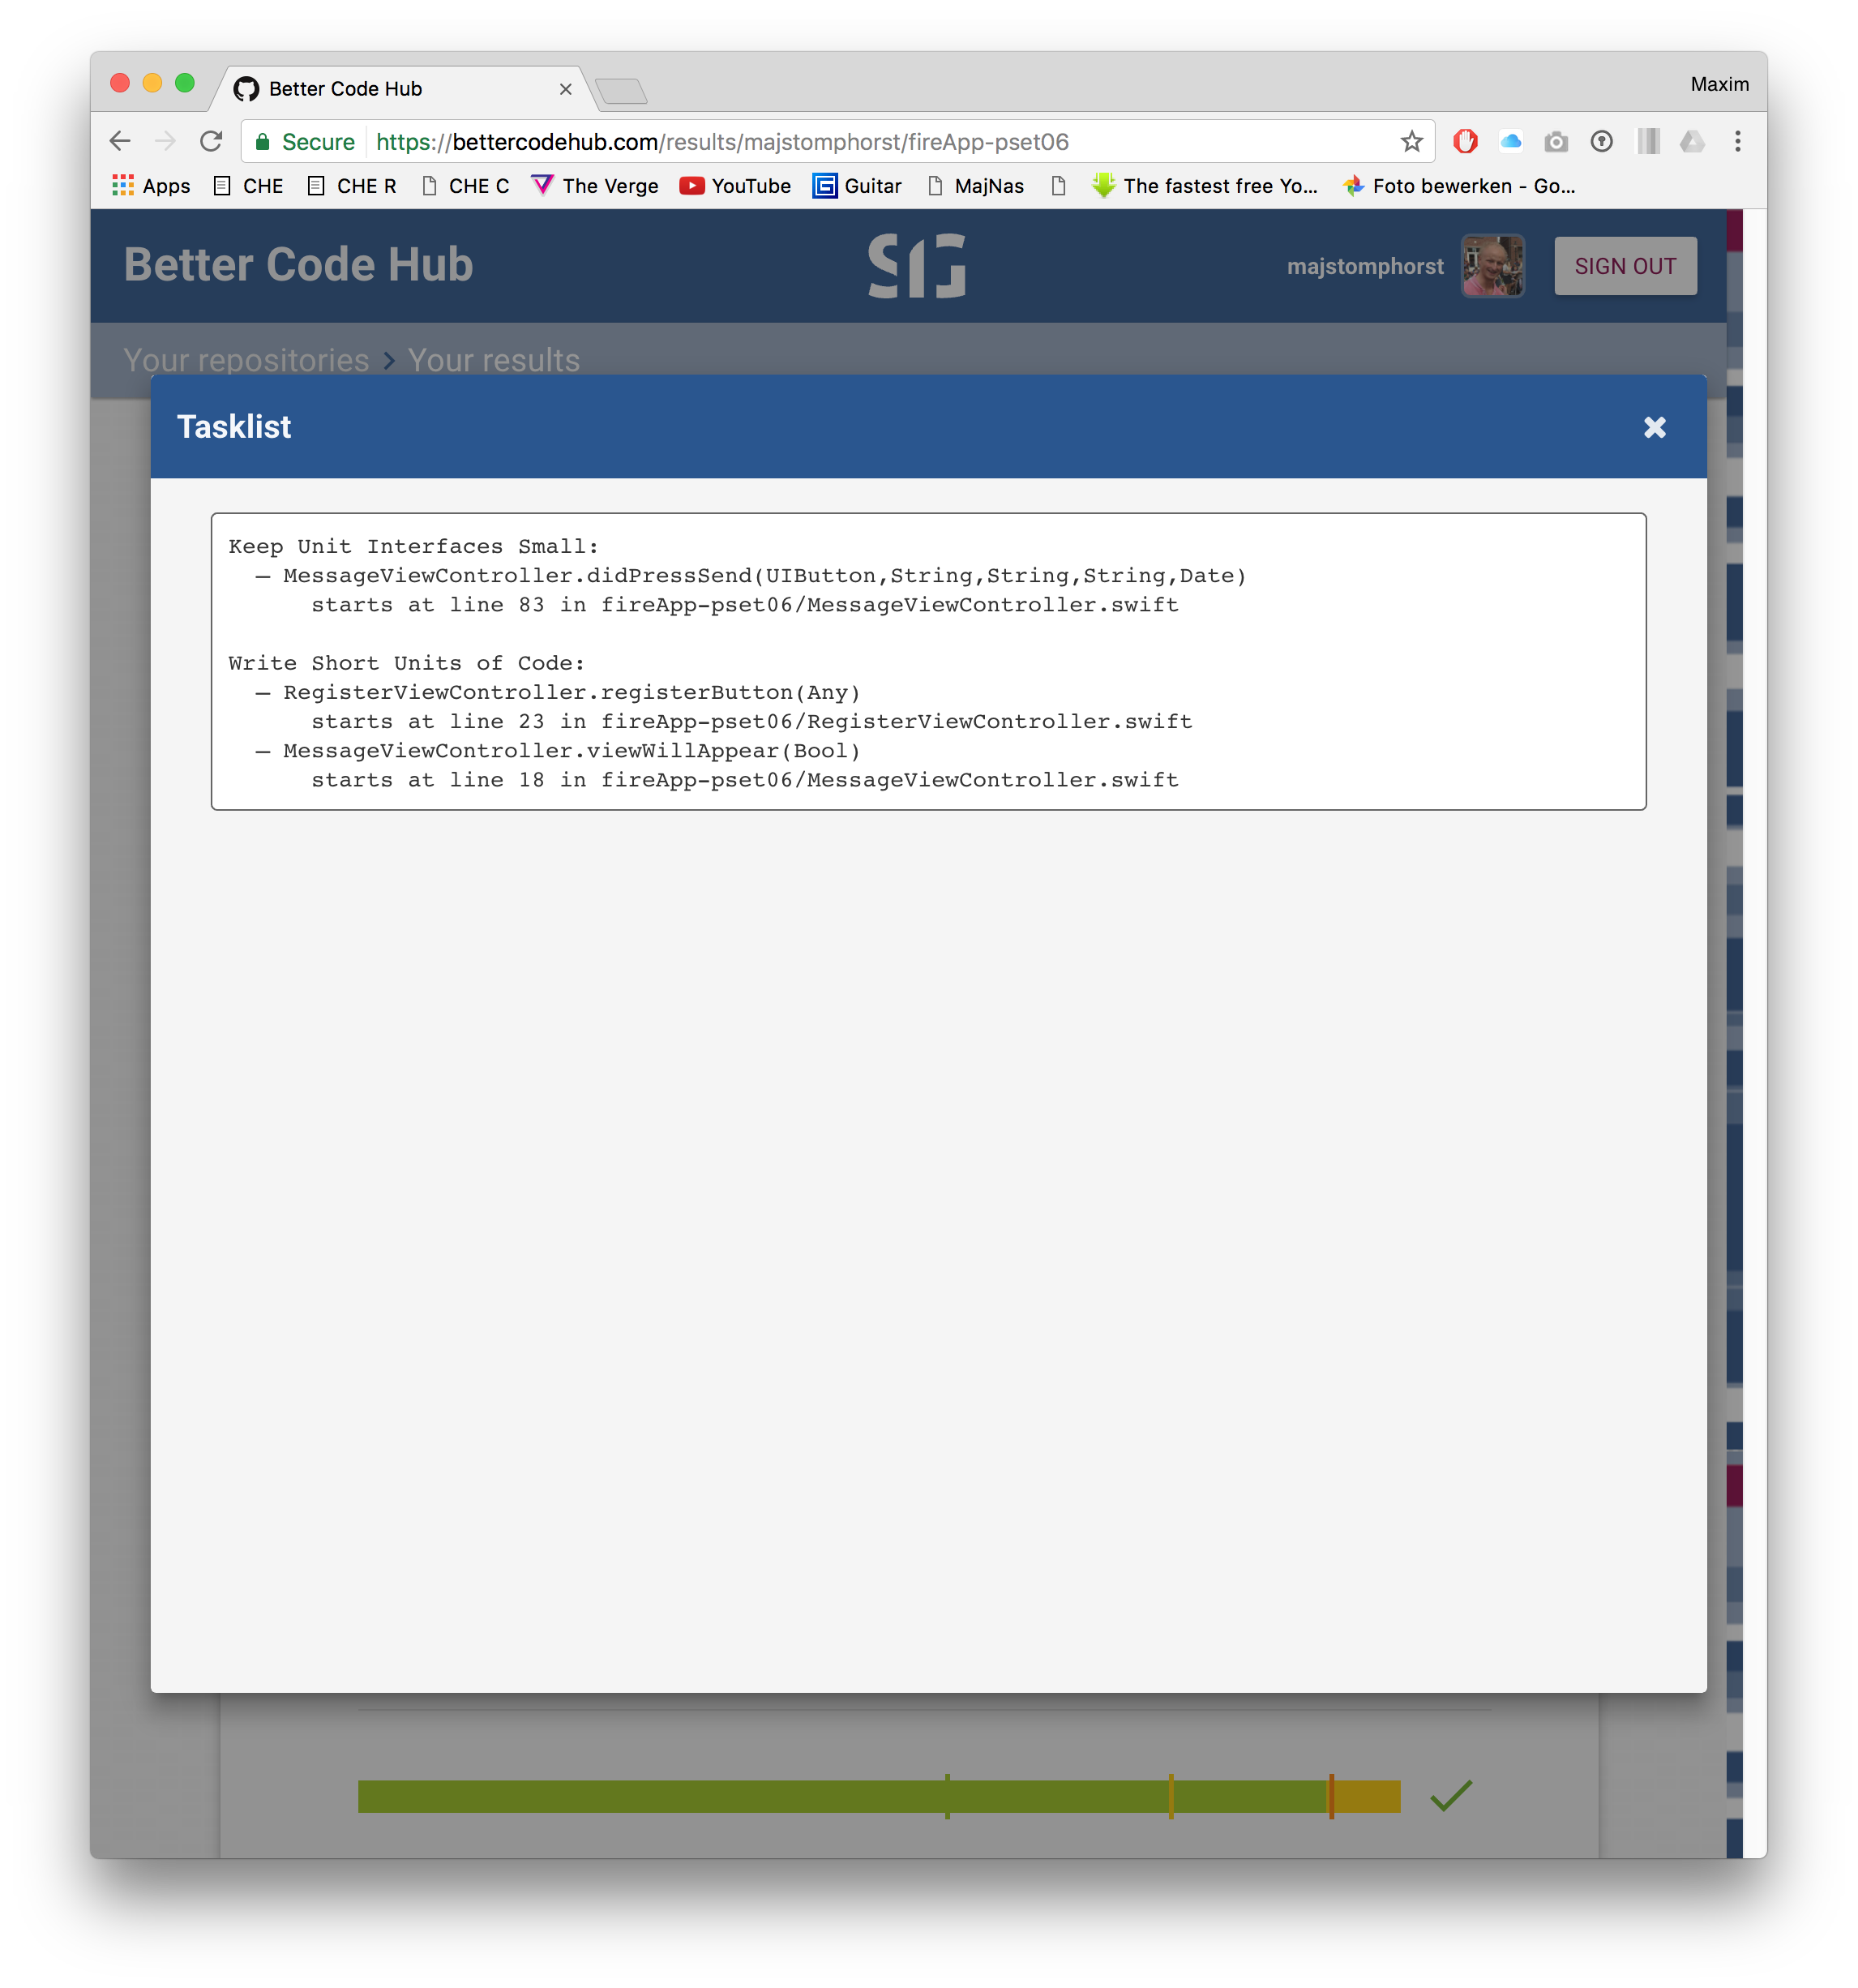 Better Code Hub
Maxim
Secure
https://bettercodehub.com/results/majstomphorst/fireApp-pset06
Apps CHE CHE R CHE C The Verge YouTube Guitar MajNas The fastest free Yo... Foto bewerken - Go...
Better Code Hub
SIG
majstomphorst
SIGN OUT
Your repositories > Your results
Tasklist
Keep Unit Interfaces Small:
– MessageViewController.didPressSend(UIButton,String,String,String,Date)
starts at line 83 in fireApp-pset06/MessageViewController.swift
Write Short Units of Code:
– RegisterViewController.registerButton(Any)
starts at line 23 in fireApp-pset06/RegisterViewController.swift
– MessageViewController.viewWillAppear(Bool)
starts at line 18 in fireApp-pset06/MessageViewController.swift